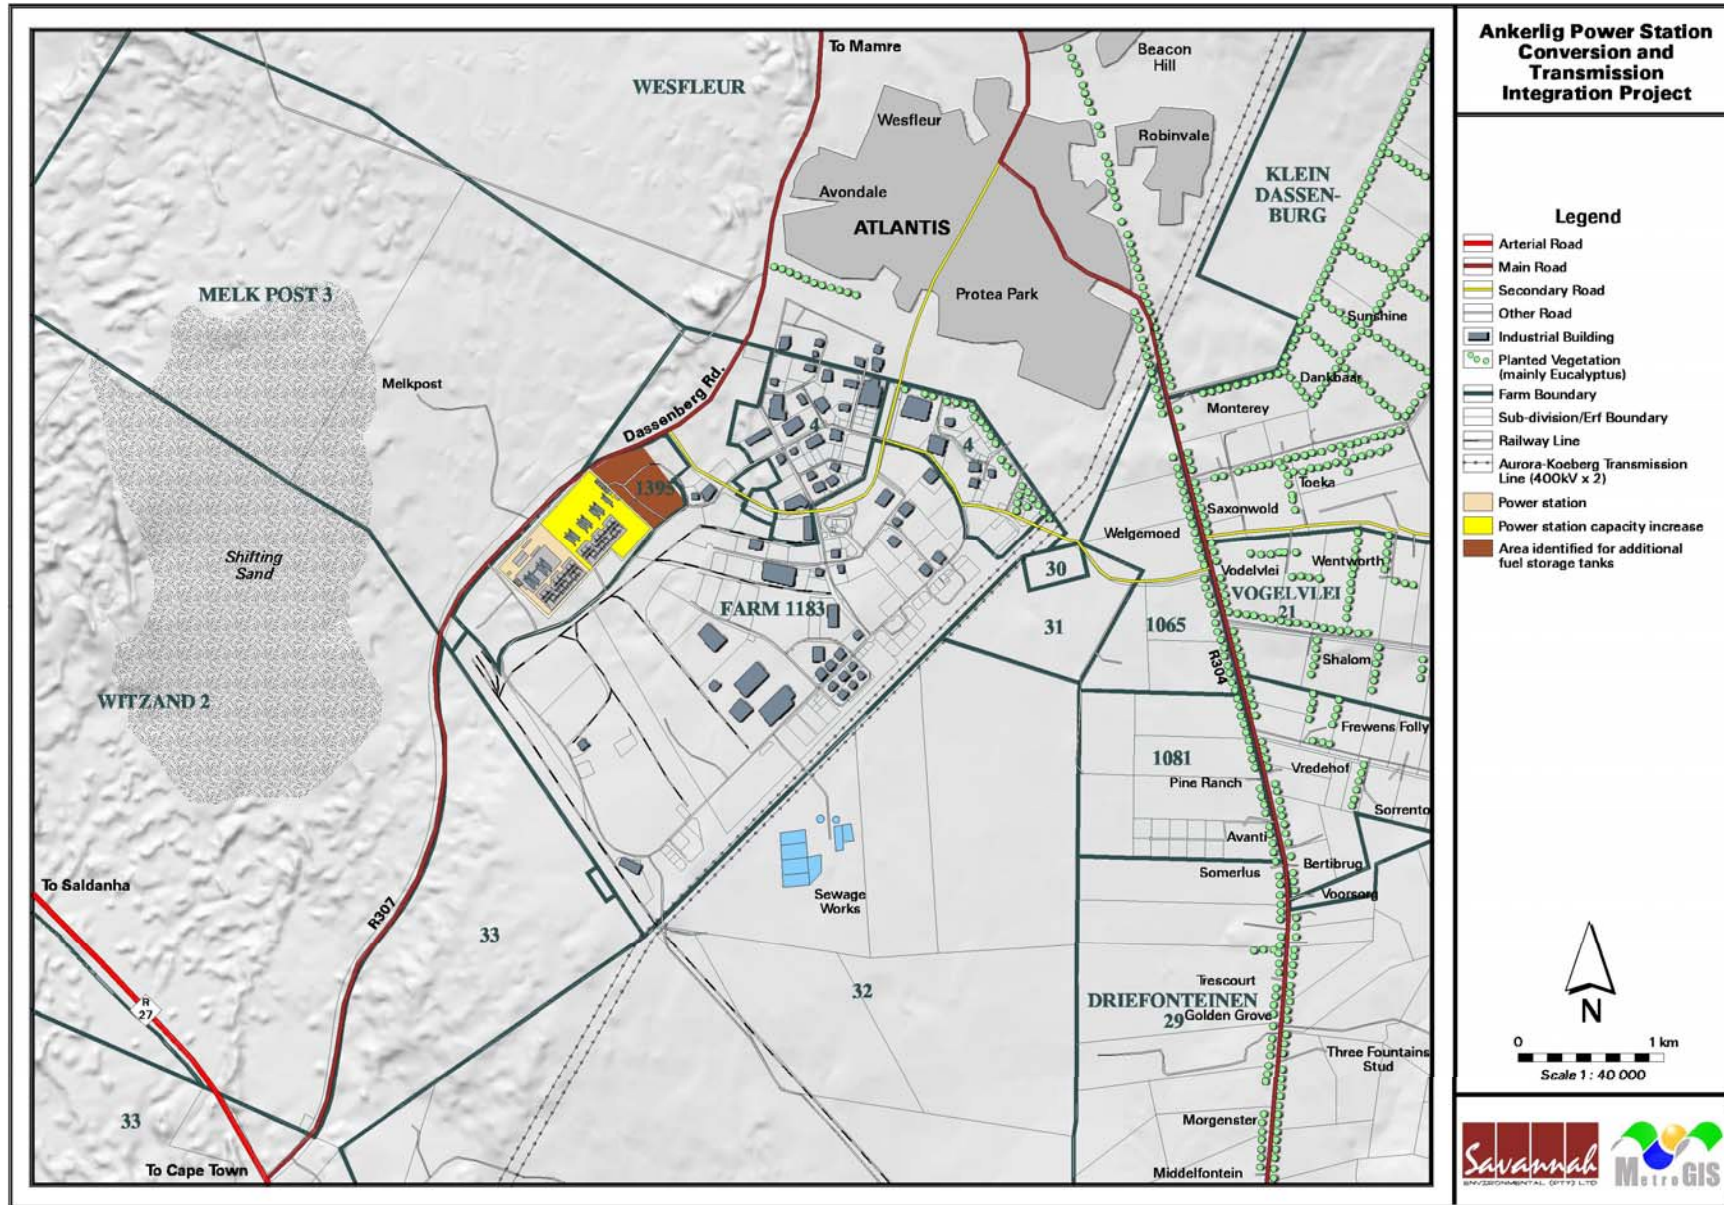 Ankerlig Power Station
Conversion and
Transmission
Integration Project
To Mamre
Beacon
Hill
WESFLEUR
Wesfleur
Robinvale
KLEIN
DASSEN-
BURG
Avondale
ATLANTIS
MELK POST 3
Protea Park
Sunshine
Melkpost
Dassenberg Rd.
Dankbaar
Monterey
4
4
1395
Toeka
Saxonwold
Welgemoed
Shifting
Sand
30
Vodelvlei
Wentworth
VOGELVLEI
21
FARM 1183
31
1065
R304
Shalom
WITZAND 2
Frewens Folly
1081
Vredehof
Pine Ranch
Sorrento
Avanti
Bertibrug
Somerlus
Voorsorg
To Saldanha
Sewage
Works
R307
33
32
Trescourt
R
27
DRIEFONTEINEN
29
Golden Grove
Three Fountains
Stud
33
Morgenster
To Cape Town
Middelfontein
Legend
Arterial Road
Main Road
Secondary Road
Other Road
Industrial Building
Planted Vegetation
(mainly Eucalyptus)
Farm Boundary
Sub-division/Erf Boundary
Railway Line
Aurora-Koeberg Transmission
Line (400kV x 2)
Power station
Power station capacity increase
Area identified for additional
fuel storage tanks
N
0 1 km
Scale 1 : 40 000
Savannah
ENVIRONMENTAL (PTY) LTD
MetroGIS